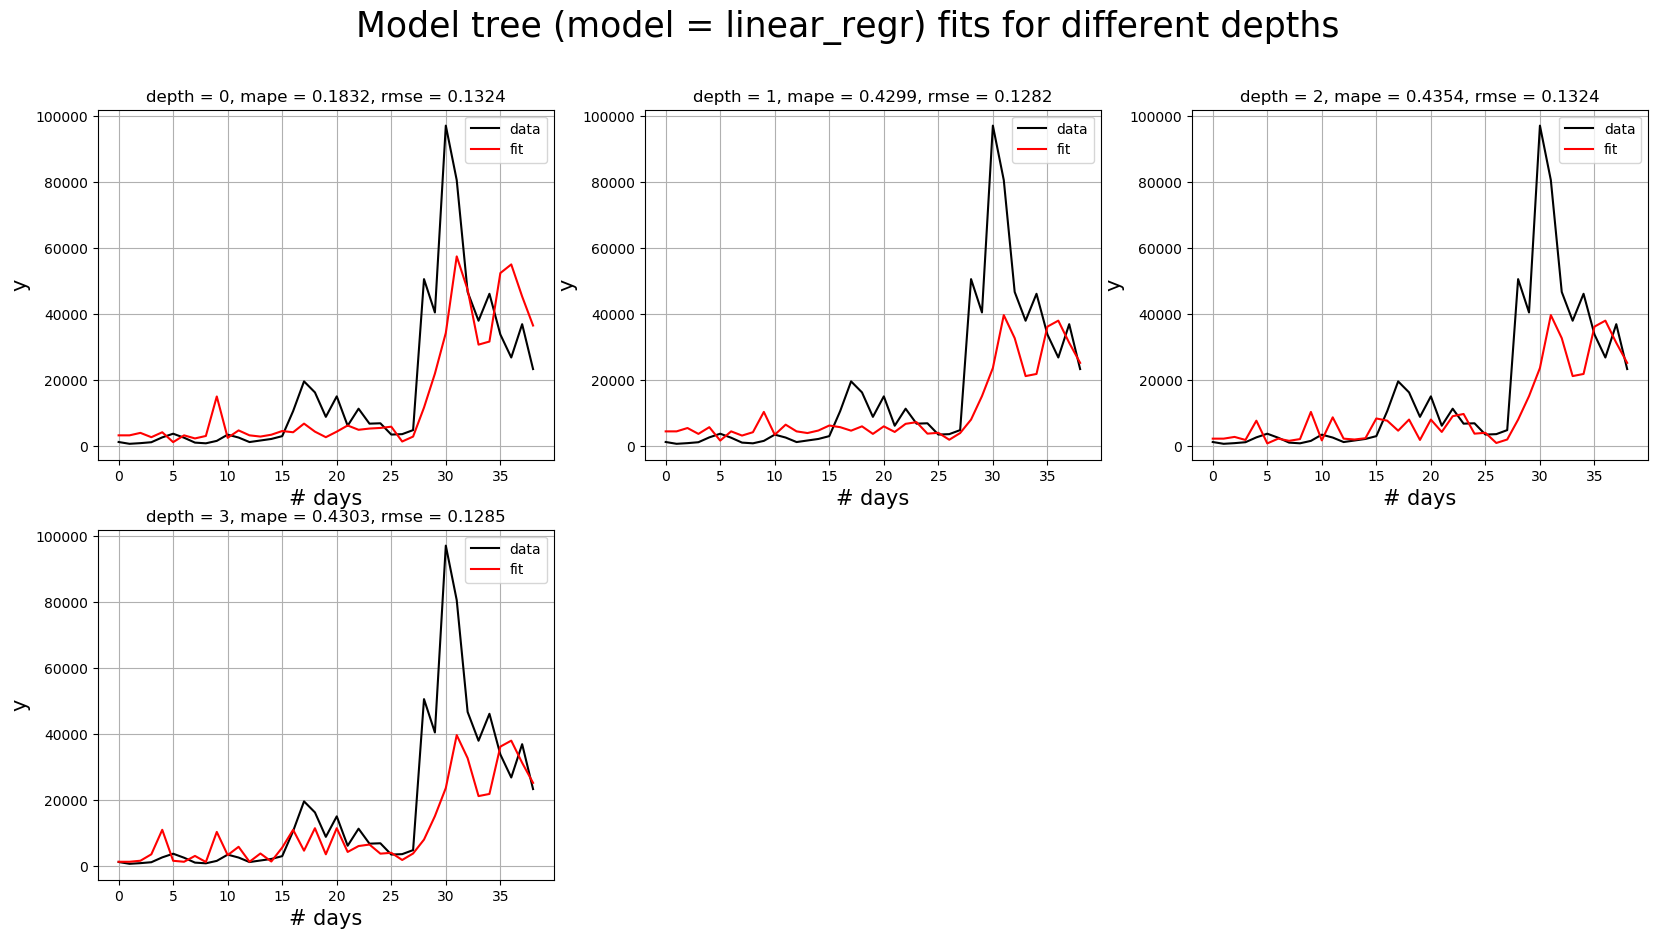 Model tree (model = linear_regr) fits for different depths
depth = 0, mape = 0.1832, rmse = 0.1324
100000
80000
60000
40000
20000
0
y
data
fit
0 5 10 15 20 25 30 35
# days
depth = 1, mape = 0.4299, rmse = 0.1282
100000
80000
60000
40000
20000
0
y
data
fit
0 5 10 15 20 25 30 35
# days
depth = 2, mape = 0.4354, rmse = 0.1324
100000
80000
60000
40000
20000
0
y
data
fit
0 5 10 15 20 25 30 35
# days
depth = 3, mape = 0.4303, rmse = 0.1285
100000
80000
60000
40000
20000
0
y
data
fit
0 5 10 15 20 25 30 35
# days